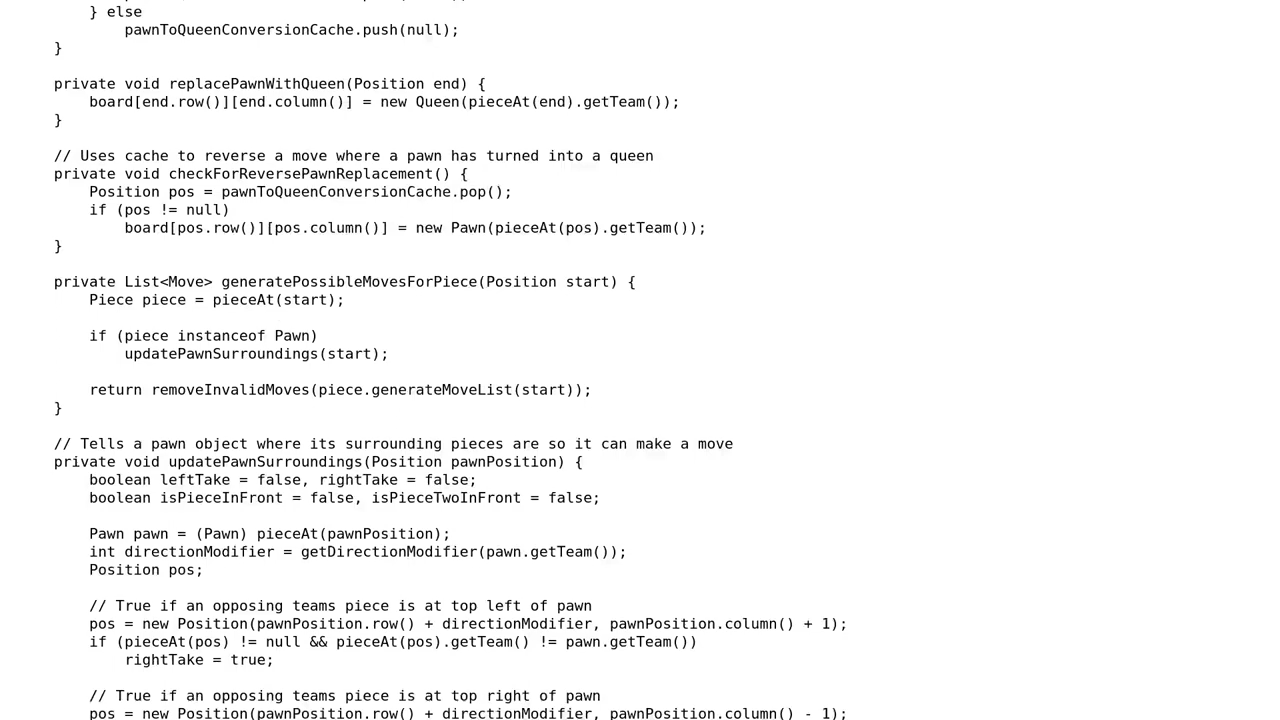 } else
pawnToQueenConversionCache.push(null);
}
private void replacePawnWithQueen(Position end) {
board[end.row()][end.column()] = new Queen(pieceAt(end).getTeam());
}
// Uses cache to reverse a move where a pawn has turned into a queen
private void checkForReversePawnReplacement() {
Position pos = pawnToQueenConversionCache.pop();
if (pos != null)
board[pos.row()][pos.column()] = new Pawn(pieceAt(pos).getTeam());
}
private List<Move> generatePossibleMovesForPiece(Position start) {
Piece piece = pieceAt(start);
if (piece instanceof Pawn)
updatePawnSurroundings(start);
return removeInvalidMoves(piece.generateMoveList(start));
}
// Tells a pawn object where its surrounding pieces are so it can make a move
private void updatePawnSurroundings(Position pawnPosition) {
boolean leftTake = false, rightTake = false;
boolean isPieceInFront = false, isPieceTwoInFront = false;
Pawn pawn = (Pawn) pieceAt(pawnPosition);
int directionModifier = getDirectionModifier(pawn.getTeam());
Position pos;
// True if an opposing teams piece is at top left of pawn
pos = new Position(pawnPosition.row() + directionModifier, pawnPosition.column() + 1);
if (pieceAt(pos) != null && pieceAt(pos).getTeam() != pawn.getTeam())
rightTake = true;
// True if an opposing teams piece is at top right of pawn
pos = new Position(pawnPosition.row() + directionModifier, pawnPosition.column() - 1);